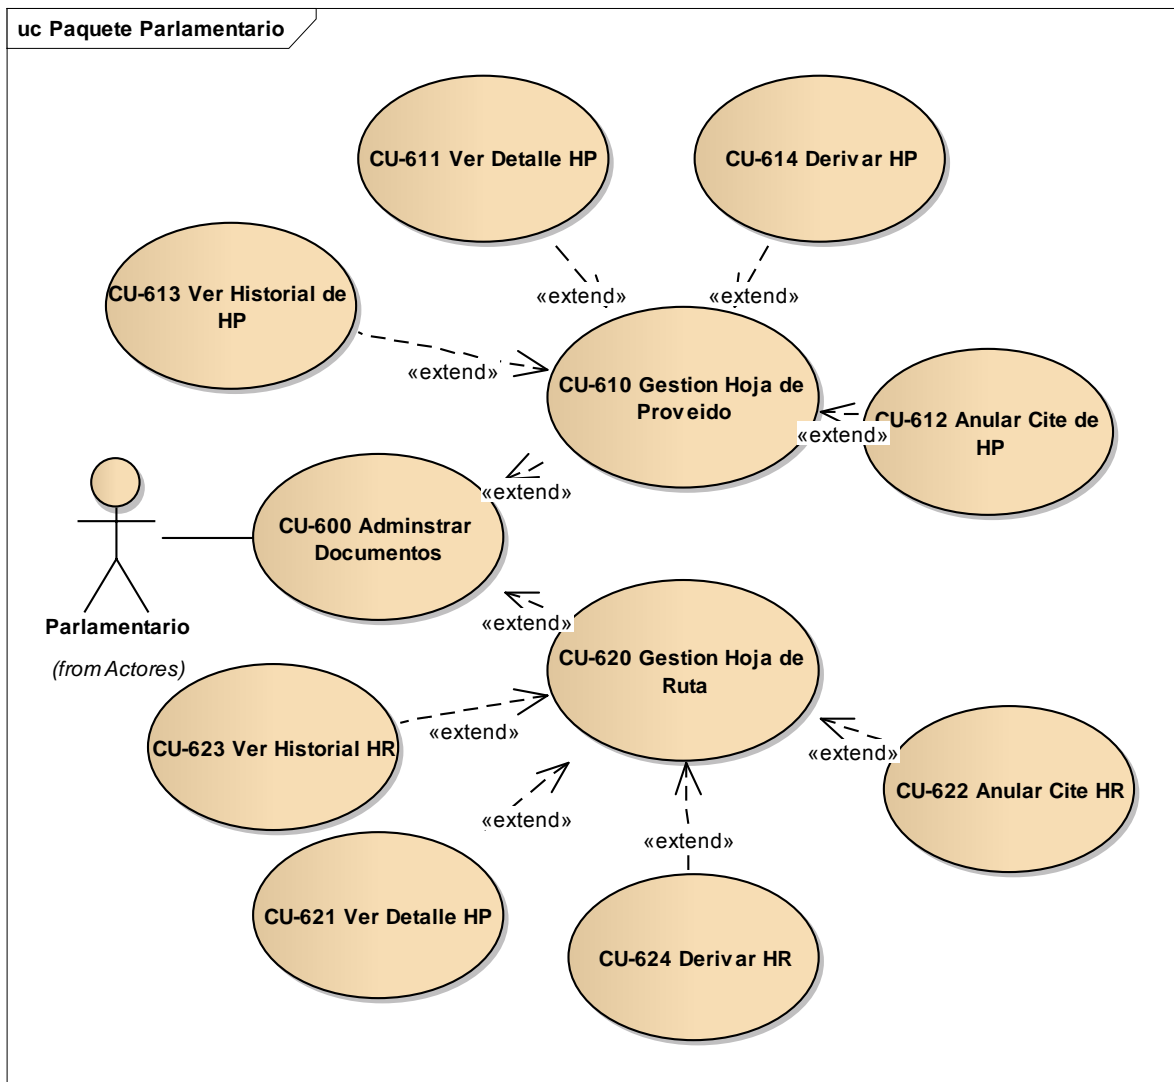 uc Paquete Parlamentario
CU-611 Ver Detalle HP
CU-614 Derivar HP
CU-613 Ver Historial de
HP
«extend»
«extend»
«extend»
CU-610 Gestion Hoja de
Proveido
CU-612 Anular Cite de
HP
«extend»
«extend»
CU-600 Adminstrar
Documentos
Parlamentario
(from Actores)
«extend»
CU-620 Gestion Hoja de
Ruta
CU-623 Ver Historial HR
«extend»
«extend»
CU-622 Anular Cite HR
«extend»
«extend»
CU-621 Ver Detalle HP
CU-624 Derivar HR